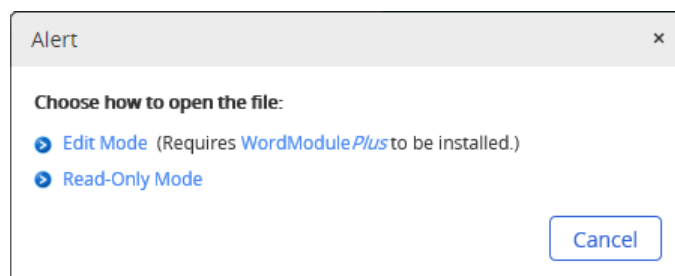 Alert ×
Choose how to open the file:
Edit Mode (Requires WordModulePlus to be installed.)
Read-Only Mode
Cancel